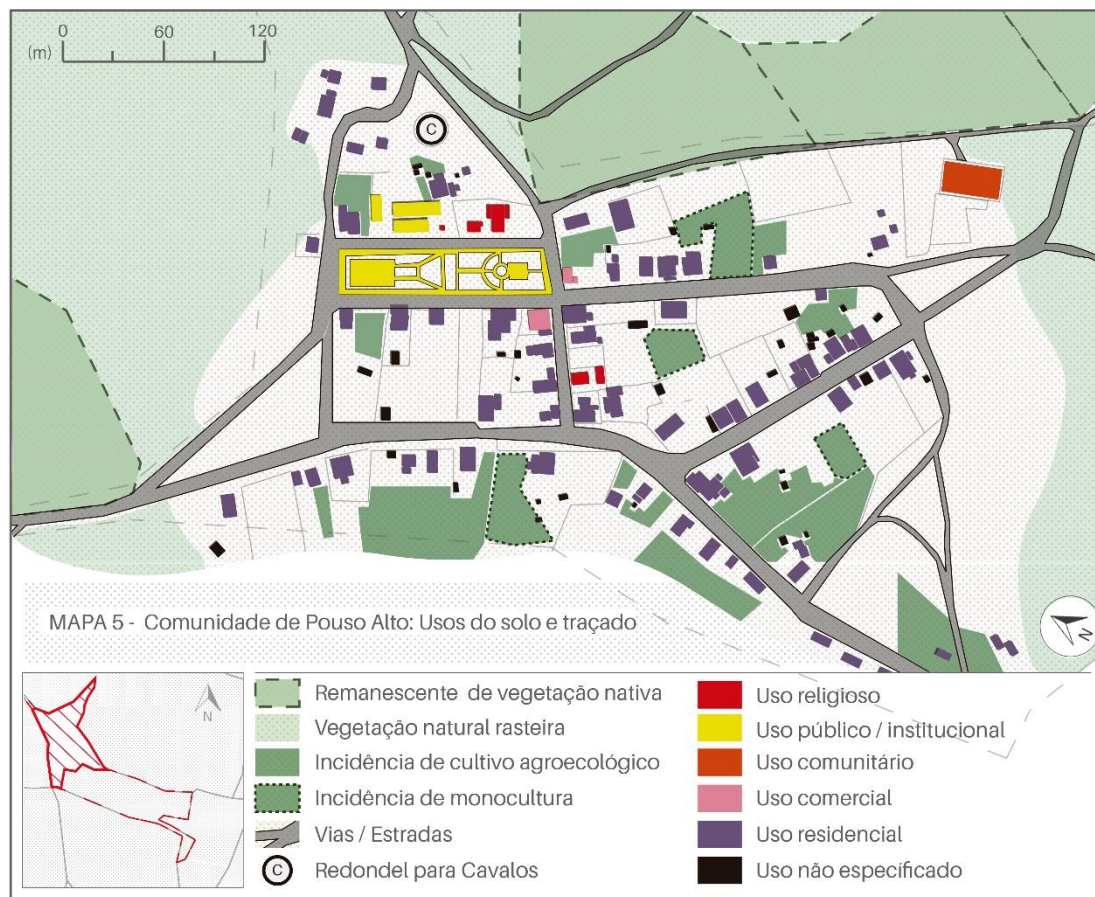 0 60 120
(m)
C
MAPA 5 - Comunidade de Pouso Alto: Usos do solo e traçado
N
N
Remanescente de vegetação nativa
Vegetação natural rasteira
Incidência de cultivo agroecológico
Incidência de monocultura
Vias / Estradas
C Redondel para Cavalos
Uso religioso
Uso público / institucional
Uso comunitário
Uso comercial
Uso residencial
Uso não especificado